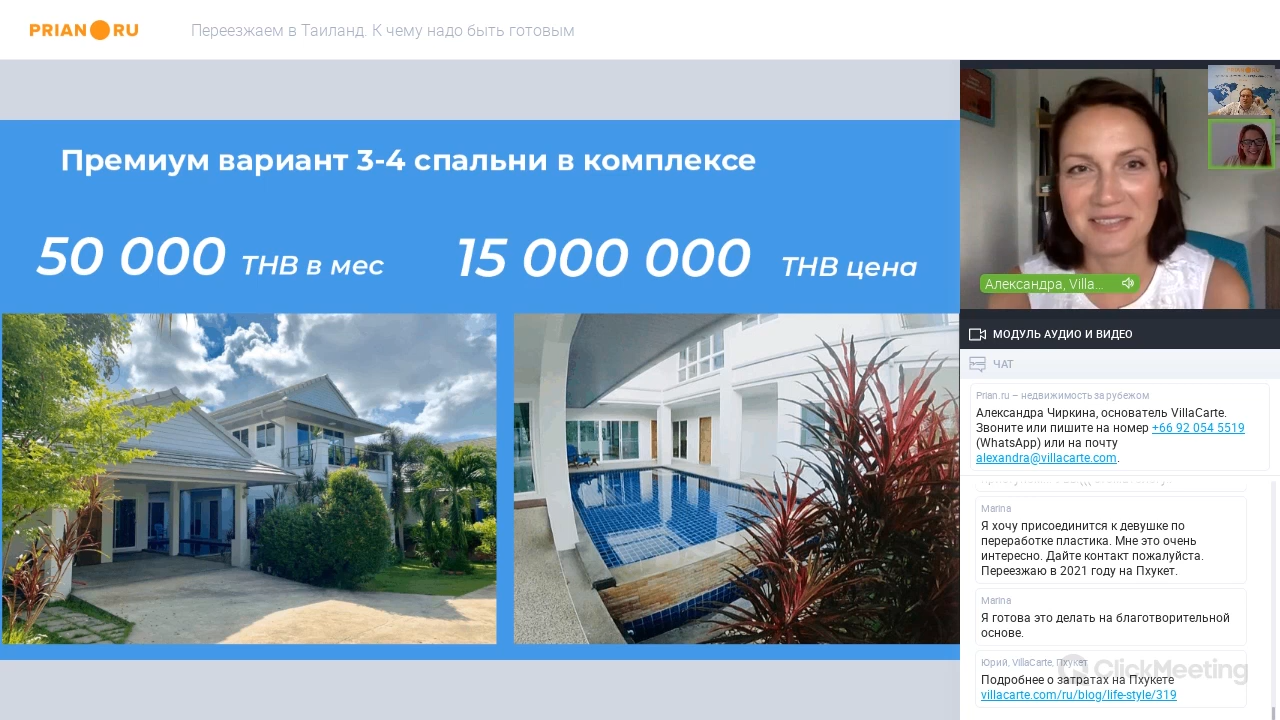 PRIAN RU
Переезжаем в Таиланд. К чему надо быть готовым
Премиум вариант 3-4 спальни в комплексе
50 000 THB в мес
15 000 000 THB цена
Александра, Villa...
МОДУЛЬ АУДИО И ВИДЕО
ЧАТ
Prian.ru – недвижимость за рубежом
Александра Чиркина, основатель VillaCarte.
Звоните или пишите на номер +66 92 054 5519
(WhatsApp) или на почту
alexandra@villacarte.com.
Marina
Я хочу присоединится к девушке по
переработке пластика. Мне это очень
интересно. Дайте контакт пожалуйста.
Переезжаю в 2021 году на Пхукет.
Marina
Я готова это делать на благотворительной
основе.
Юрий, VillaCarte, Пхукет
ClickMeeting
Подробнее о затратах на Пхукете
villacarte.com/ru/blog/life-style/319